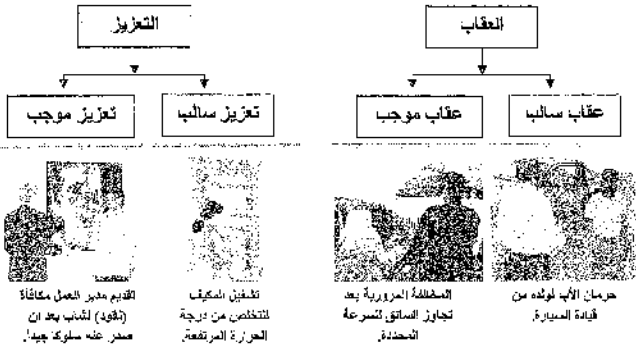 العقاب
التعزيز
عقاب سالب
عقاب موجب
تعزيز سالب
تعزيز موجب
حرمان الأب لولده من
قيادة السيارة.
المخالفة المرورية بعد
تجاوز السائق للسرعة
المحددة.
تشغيل المكيف
للتخلص من درجة
الحرارة المرتفعة.
تقديم مدير العمل مكافأة
(نقود) لشاب بعد ان
صدر عنه سلوكا جيدا.